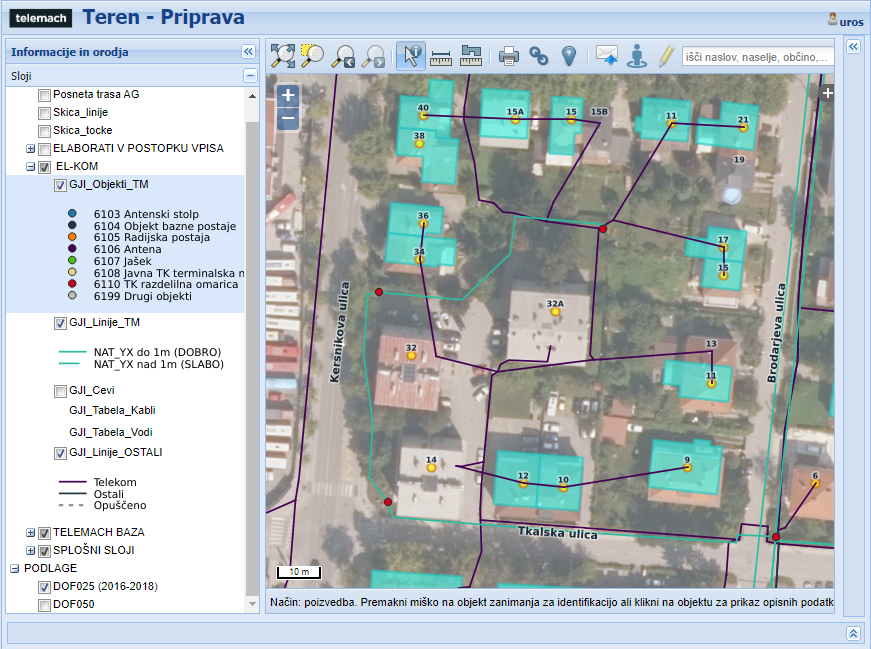 telemach Teren - Priprava
uros
Informacije in orodja
išči naslov, naselje, občino,...
Sloji
Posneta trasa AG
Skica_linije
Skica_tocke
ELABORATI V POSTOPKU VPISA
EL-KOM
GJI_Objekti_TM
6103 Antenski stolp
6104 Objekt bazne postaje
6105 Radijska postaja
6106 Antena
6107 Jašek
6108 Javna TK terminalska n
6110 TK razdelilna omarica
6199 Drugi objekti
GJI_Linije_TM
NAT_YX do 1m (DOBRO)
NAT_YX nad 1m (SLABO)
GJI_Cevi
GJI_Tabela_Kabli
GJI_Tabela_Vodi
GJI_Linije_OSTALI
Telekom
Ostali
Opuščeno
TELEMACH BAZA
SPLOŠNI SLOJI
PODLAGE
DOF025 (2016-2018)
DOF050
40
15A
15
15B
11
21
38
19
36
34
17
15
32A
32
13
11
14
12
10
9
6
Kersnikova ulica
Brodarjeva ulica
Tkalska ulica
10 m
Način: poizvedba. Premakni miško na objekt zanimanja za identifikacijo ali klikni na objektu za prikaz opisnih podatk